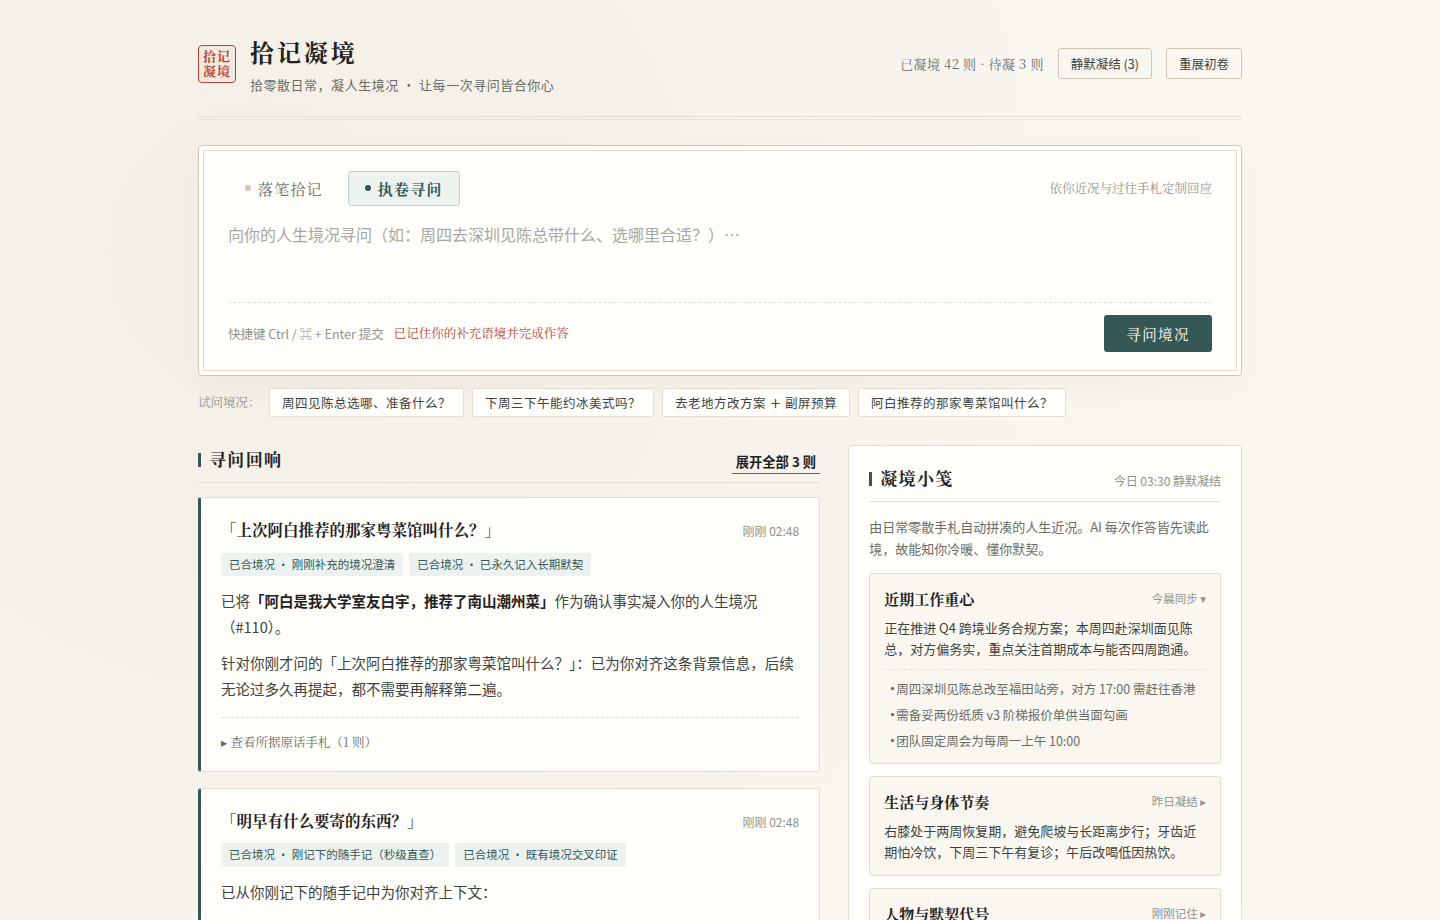 拾记
凝境
拾记凝境
拾零散日常，凝人生境况 · 让每一次寻问皆合你心
已凝境 42 则 · 待凝 3 则
静默凝结 (3)
重展初卷
落笔拾记
执卷寻问
依你近况与过往手札定制回应
向你的人生境况寻问（如：周四去深圳见陈总带什么、选哪里合适？）…
快捷键 Ctrl / ⌘ + Enter 提交
已记住你的补充语境并完成作答
寻问境况
试问境况：
周四见陈总选哪、准备什么？
下周三下午能约冰美式吗？
去老地方改方案 + 副屏预算
阿白推荐的那家粤菜馆叫什么？
寻问回响
展开全部 3 则
「上次阿白推荐的那家粤菜馆叫什么？」
刚刚 02:48
已合境况 · 刚刚补充的境况澄清
已合境况 · 已永久记入长期默契
已将「阿白是我大学室友白宇，推荐了南山潮州菜」作为确认事实凝入你的人生境况
（#110）。
针对你刚才问的「上次阿白推荐的那家粤菜馆叫什么？」：已为你对齐这条背景信息，后续
无论过多久再提起，都不需要再解释第二遍。
▸ 查看所据原话手札（1 则）
「明早有什么要寄的东西？」
刚刚 02:48
已合境况 · 刚记下的随手记（秒级直查）
已合境况 · 既有境况交叉印证
已从你刚记下的随手记中为你对齐上下文：
凝境小笺
今日 03:30 静默凝结
由日常零散手札自动拼凑的人生近况。AI 每次作答皆先读此
境，故能知你冷暖、懂你默契。
近期工作重心
今晨同步 ▾
正在推进 Q4 跨境业务合规方案；本周四赴深圳面见陈
总，对方偏务实，重点关注首期成本与能否四周跑通。
•周四深圳见陈总改至福田站旁，对方 17:00 需赶往香港
•需备妥两份纸质 v3 阶梯报价单供当面勾画
•团队固定周会为每周一上午 10:00
生活与身体节奏
昨日凝结 ▸
右膝处于两周恢复期，避免爬坡与长距离步行；牙齿近
期怕冷饮，下周三下午有复诊；午后改喝低因热饮。
人物与默契代号
刚刚记住 ▸